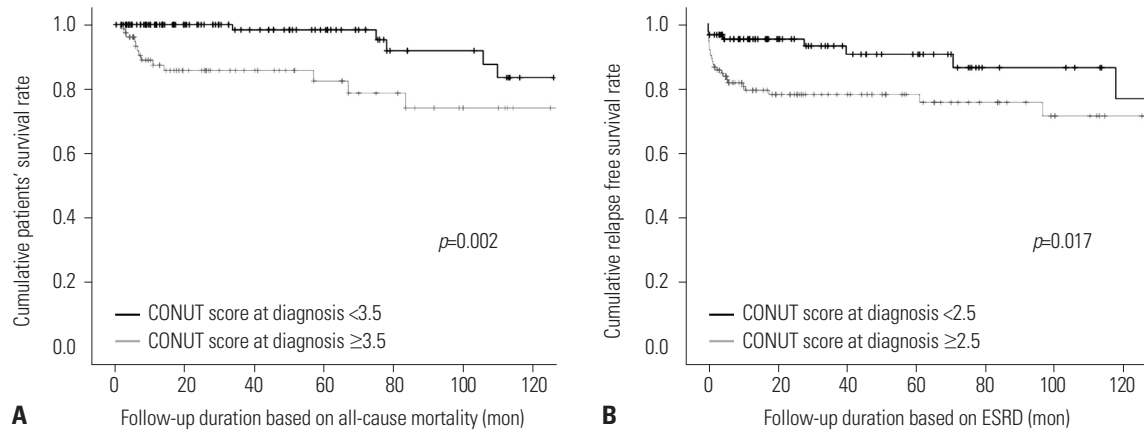 Cumulative patients' survival rate
1.0
0.8
0.6
0.4
0.2
0.0
p=0.002
CONUT score at diagnosis <3.5
CONUT score at diagnosis ≥3.5
0 20 40 60 80 100 120
A Follow-up duration based on all-cause mortality (mon)
Cumulative relapse free survival rate
1.0
0.8
0.6
0.4
0.2
0.0
p=0.017
CONUT score at diagnosis <2.5
CONUT score at diagnosis ≥2.5
0 20 40 60 80 100 120
B Follow-up duration based on ESRD (mon)